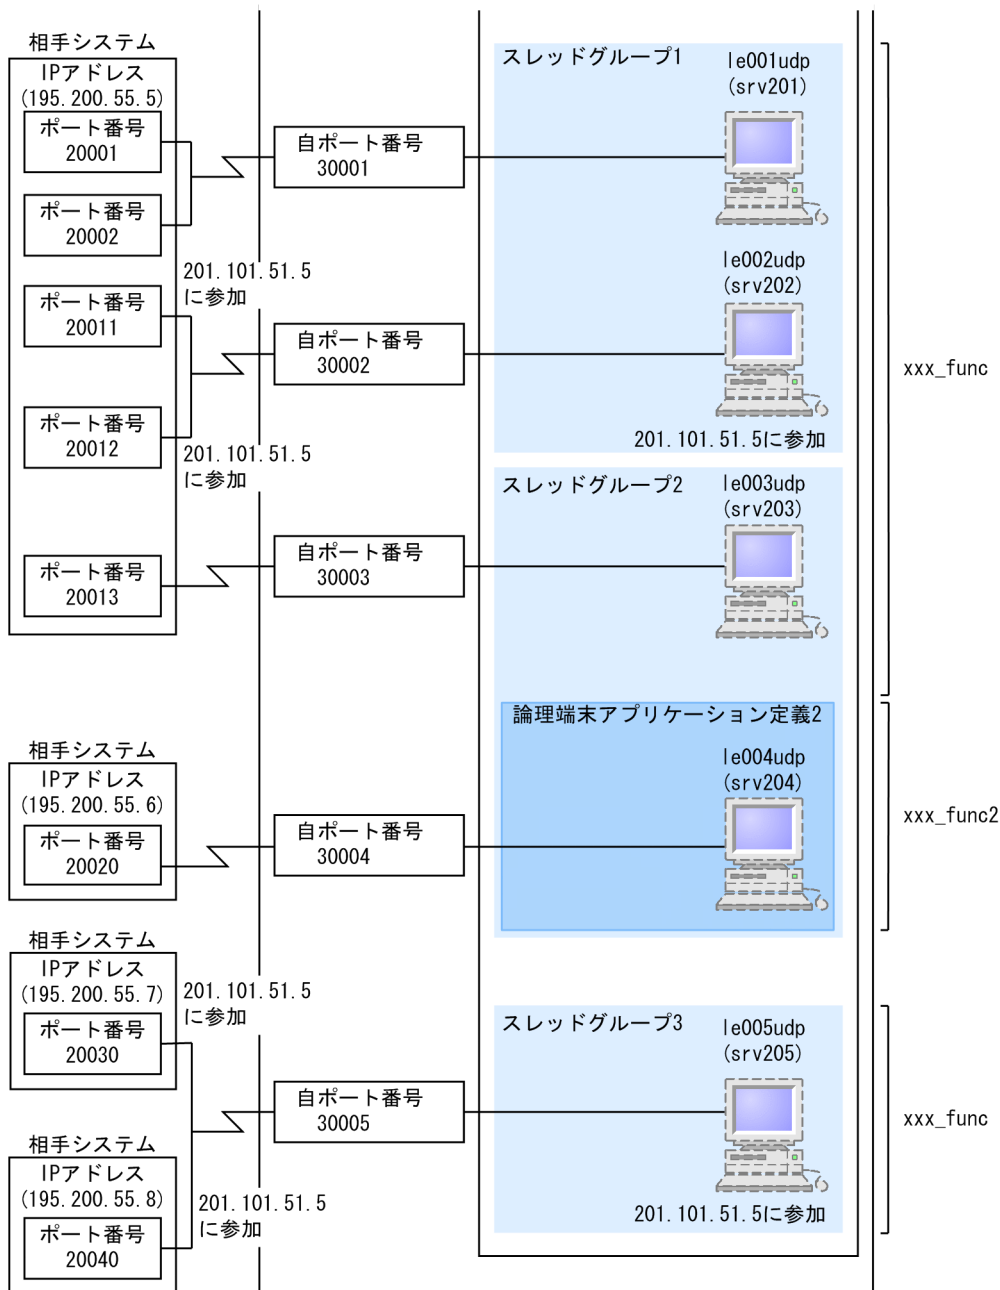 相手システム
IPアドレス
(195.200.55.5)
ポート番号
20001
ポート番号
20002
201.101.51.5
に参加
ポート番号
20011
ポート番号
20012
201.101.51.5
に参加
ポート番号
20013
自ポート番号
30001
自ポート番号
30002
自ポート番号
30003
スレッドグループ1
le001udp
(srv201)
le002udp
(srv202)
201.101.51.5に参加
スレッドグループ2
le003udp
(srv203)
xxx_func
論理端末アプリケーション定義2
le004udp
(srv204)
xxx_func2
相手システム
IPアドレス
(195.200.55.6)
ポート番号
20020
自ポート番号
30004
相手システム
IPアドレス
(195.200.55.7)
ポート番号
20030
201.101.51.5
に参加
自ポート番号
30005
スレッドグループ3
le005udp
(srv205)
201.101.51.5に参加
xxx_func
相手システム
IPアドレス
(195.200.55.8)
ポート番号
20040
201.101.51.5
に参加